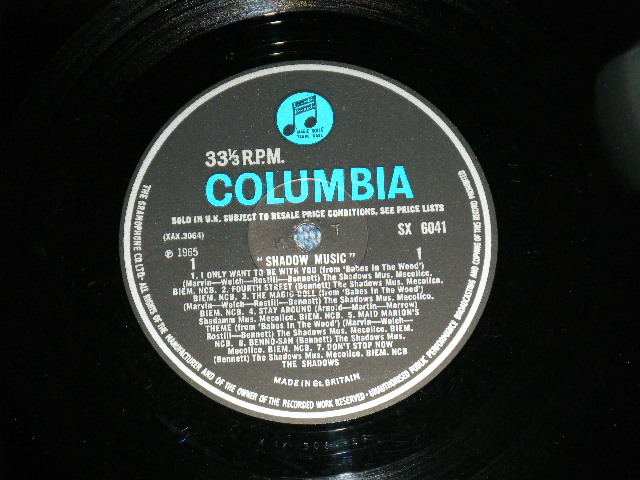 MAGIC NOTES
TRADE MARK
33⅓ R.P.M.
COLUMBIA
SOLD IN U.K. SUBJECT TO RESALE PRICE CONDITIONS, SEE PRICE LISTS
(XAX.3064)
SX 6041
℗ 1965
1
1
"SHADOW MUSIC"
1. I ONLY WANT TO BE WITH YOU (from 'Babes In The Wood')
(Marvin—Welch—Rostill—Bennett) The Shadows Mus. Mecolico.
BIEM. NCB. 2. FOURTH STREET (Bennett) The Shadows Mus. Mecolico.
BIEM. NCB. 3. THE MAGIC DOLL (from 'Babes In The Wood')
(Marvin—Welch—Rostill—Bennett) The Shadows Mus. Mecolico.
BIEM. NCB. 4. STAY AROUND (Arnold—Martin—Morrow)
Shadamra Mus. Mecolico. BIEM. NCB. 5. MAID MARION'S
THEME (from 'Babes In The Wood') (Marvin—Welch—
Rostill—Bennett) The Shadows Mus. Mecolico. BIEM.
NCB. 6. BENNO-SAN (Bennett) The Shadows Mus.
Mecolico. BIEM. NCB. 7. DON'T STOP NOW
(Bennett) The Shadows Mus. Mecolico. BIEM. NCB
THE SHADOWS
MADE IN Gt. BRITAIN
THE GRAMOPHONE CO. LTD. ALL RIGHTS OF THE MANUFACTURER AND OF THE OWNER OF THE RECORDED WORK RESERVED · UNAUTHORISED PUBLIC PERFORMANCE BROADCASTING AND COPYING OF THIS RECORD PROHIBITED